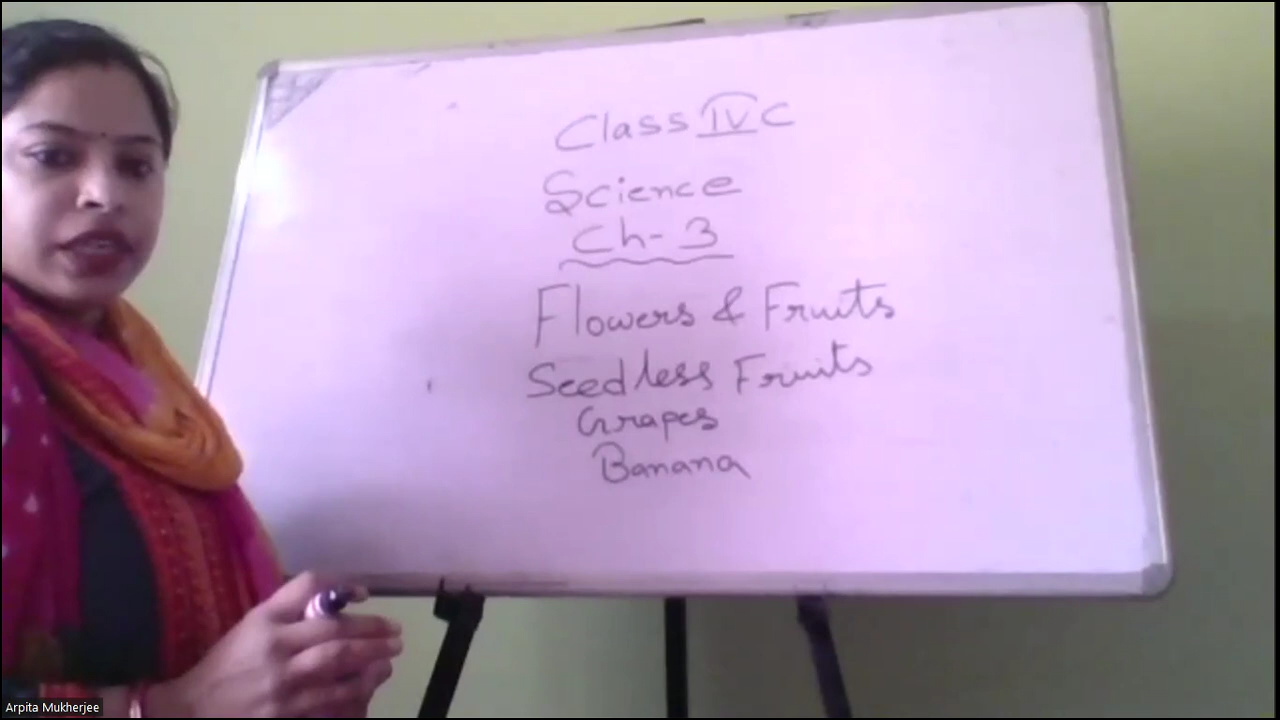 Class IV C
Science
Ch- 3
Flowers & Fruits
Seedless Fruits
Grapes
Banana
Arpita Mukherjee